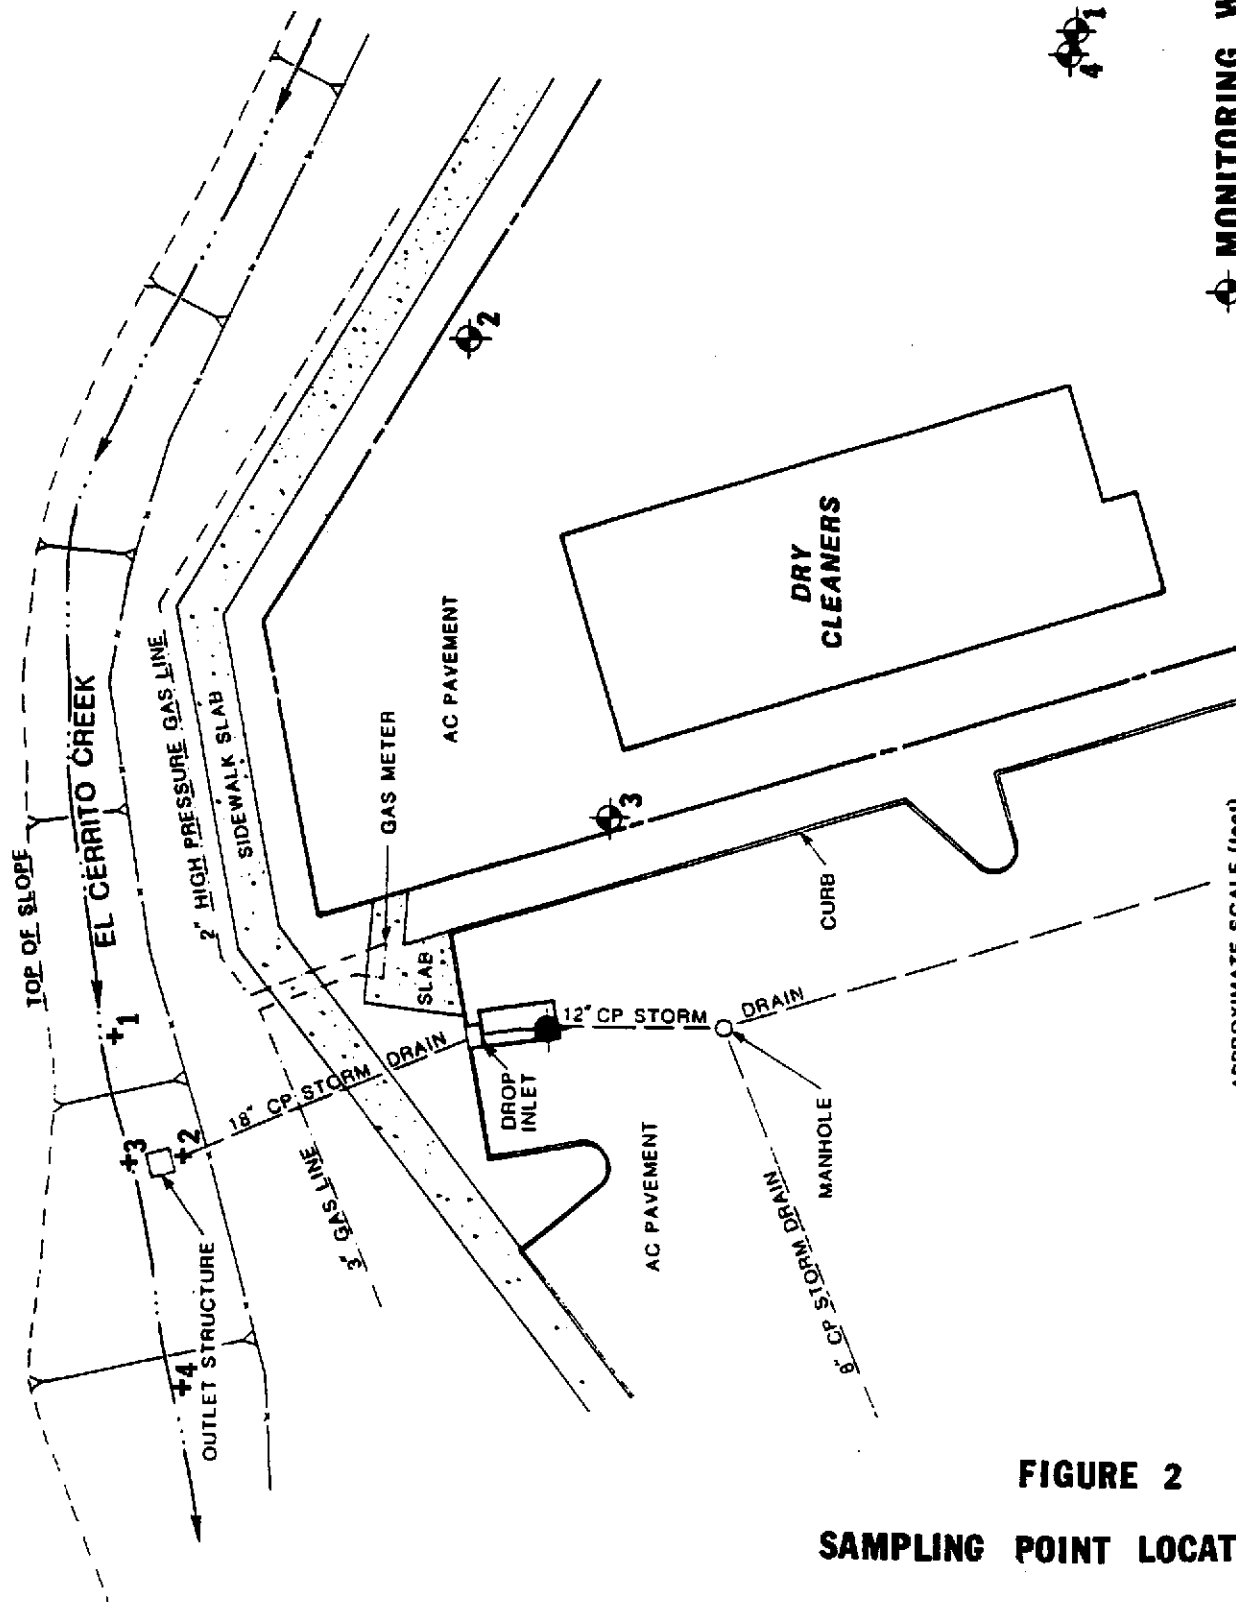 TOP OF SLOPE
EL CERRITO CREEK
2" HIGH PRESSURE GAS LINE
SIDEWALK SLAB
GAS METER
AC PAVEMENT
DRY
CLEANERS
1
4
2
3
MONITORING
SLAB
CURB
12" CP STORM
DRAIN
18" CP STORM DRAIN
DROP
INLET
MANHOLE
8" CP STORM DRAIN
AC PAVEMENT
3" GAS LINE
OUTLET STRUCTURE
+1
+2
+3
+4
APPROXIMATE SCALE (feet)
FIGURE 2
SAMPLING POINT LOCAT